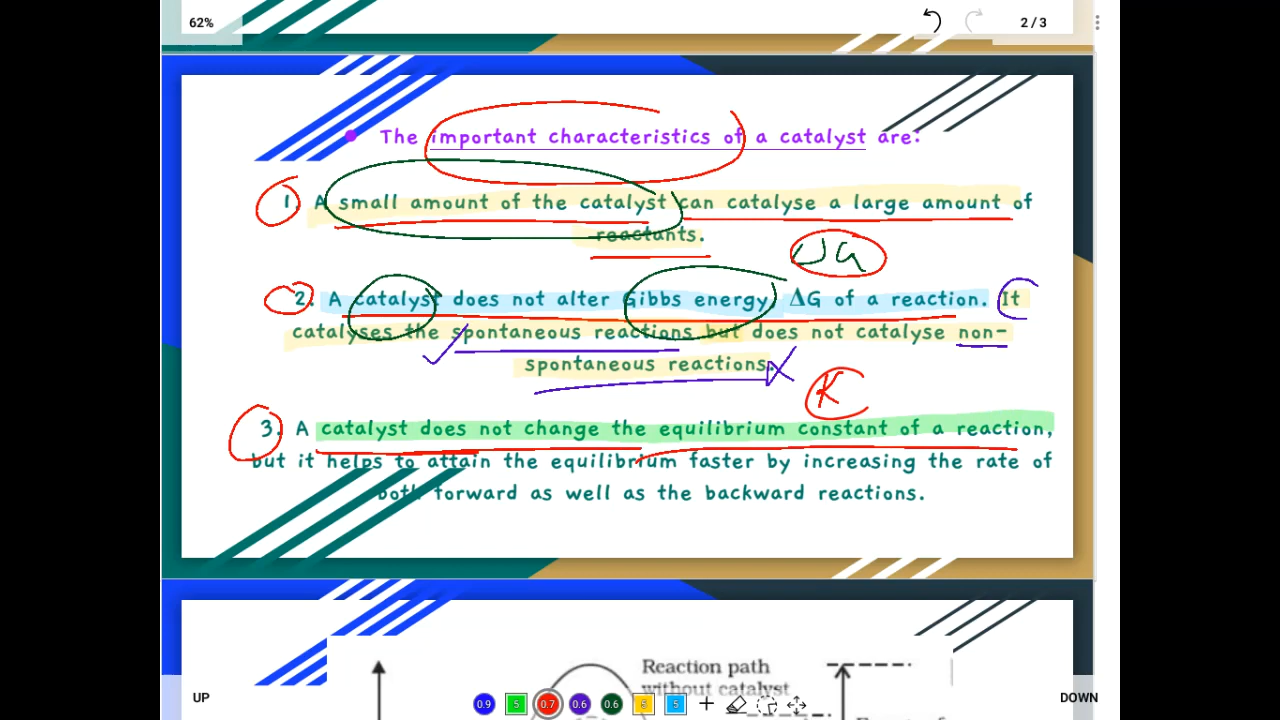 62%
2 / 3
The important characteristics of a catalyst are:
1. A small amount of the catalyst can catalyse a large amount of
reactants.
2. A catalyst does not alter Gibbs energy, ΔG of a reaction. It
catalyses the spontaneous reactions but does not catalyse non-
spontaneous reactions.
K
3. A catalyst does not change the equilibrium constant of a reaction,
but it helps to attain the equilibrium faster by increasing the rate of
both forward as well as the backward reactions.
Reaction path
without catalyst
UP
0.9 5 0.7 0.6 0.6 5
DOWN